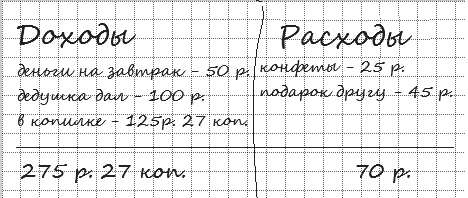 Доходы
деньги на завтрак - 50 р.
дедушка дал - 100 р.
в копилке - 125р. 27 коп.
275 р. 27 коп.
Расходы
конфеты - 25 р.
подарок другу - 45 р.
70 р.